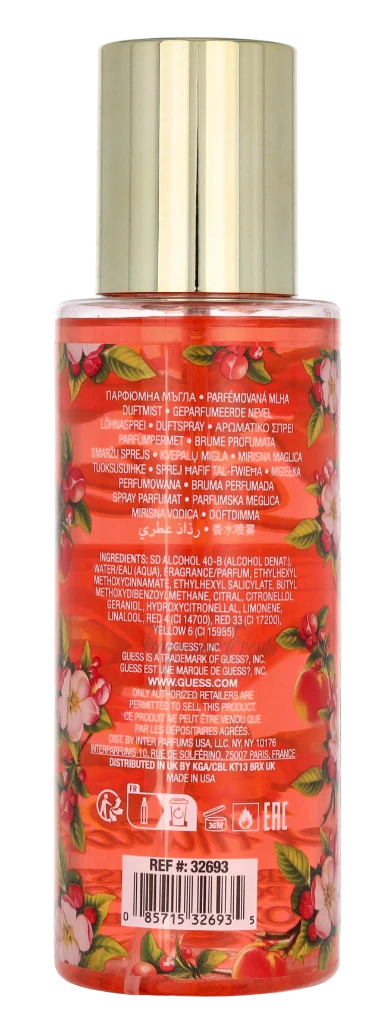 ПАРФЮМНА МЪГЛА • PARFÉMOVANÁ MLHA
DUFTMIST • GEPARFUMEERDE NEVEL
LÕHNASPREI • DUFTSPRAY • ΑΡΩΜΑΤΙΚΟ ΣΠΡΕΪ
PARFÜMPERMET • BRUME PROFUMATA
SMARŽU SPREJS • KVEPALŲ MIGLA • MIRISNA MAGLICA
TUOKSUSUIHKE • SPREJ HAFIF TAL-FWIEHA • MGIEŁKA
PERFUMOWANA • BRUMA PERFUMADA
SPRAY PARFUMAT • PARFUMSKA MEGLICA
MIRISNA VODICA • DOFTDIMMA
رذاذ عطري • 香水喷雾
INGREDIENTS: SD ALCOHOL 40-B (ALCOHOL DENAT.),
WATER/EAU (AQUA), FRAGRANCE/PARFUM, ETHYLHEXYL
METHOXYCINNAMATE, ETHYLHEXYL SALICYLATE, BUTYL
METHOXYDIBENZOYLMETHANE, CITRAL, CITRONELLOL,
GERANIOL, HYDROXYCITRONELLAL, LIMONENE,
LINALOOL, RED 4 (CI 14700), RED 33 (CI 17200),
YELLOW 6 (CI 15985)
©GUESS?, INC.
GUESS IS A TRADEMARK OF GUESS?, INC.
GUESS EST UNE MARQUE DE GUESS?, INC.
WWW.GUESS.COM
ONLY AUTHORIZED RETAILERS ARE
PERMITTED TO SELL THIS PRODUCT.
CE PRODUIT NE PEUT ÊTRE VENDU QUE
PAR LES DÉPOSITAIRES AGRÉÉS.
DIST. BY INTER PARFUMS USA, LLC. NY, NY 10176
INTERPARFUMS 10, RUE DE SOLFÉRINO, 75007 PARIS, FRANCE
DISTRIBUTED IN UK BY KGA/CBL KT13 8RX UK
MADE IN USA
FR
36M
EAC
REF #: 32693
0 85715 32693 5